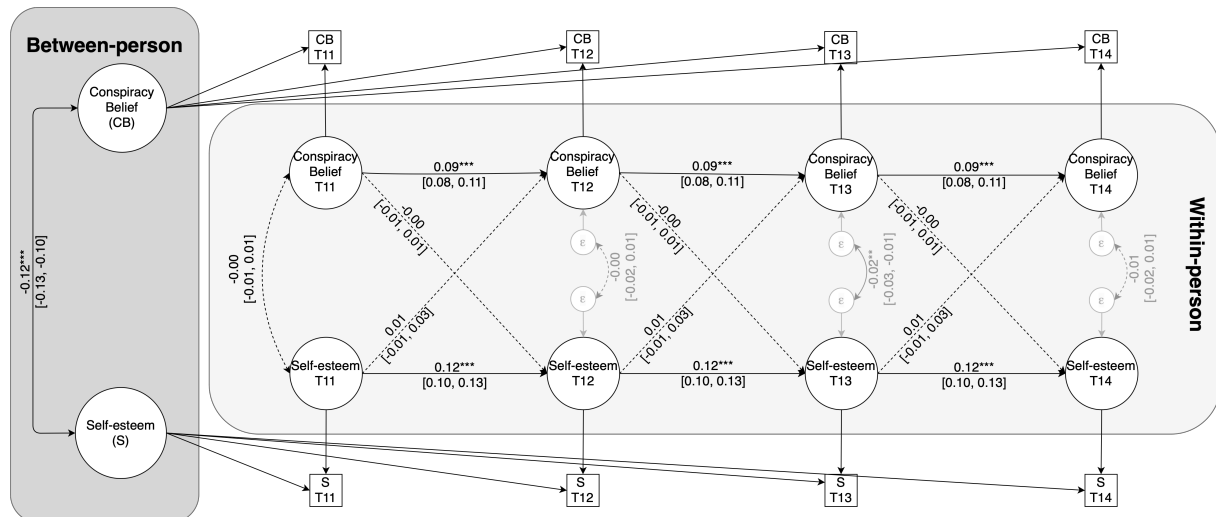 Between-person
Conspiracy
Belief
(CB)
-0.12***
[-0.13, -0.10]
Self-esteem
(S)
CB
T11
CB
T12
CB
T13
CB
T14
Within-person
Conspiracy
Belief
T11
0.09***
[0.08, 0.11]
Conspiracy
Belief
T12
0.09***
[0.08, 0.11]
Conspiracy
Belief
T13
0.09***
[0.08, 0.11]
Conspiracy
Belief
T14
-0.00
[-0.01, 0.01]
-0.00
[-0.01, 0.01]
0.01
[-0.01, 0.03]
ε
ε
-0.00
[-0.02, 0.01]
-0.00
[-0.01, 0.01]
0.01
[-0.01, 0.03]
ε
ε
-0.02**
[-0.03, -0.01]
-0.00
[-0.01, 0.01]
0.01
[-0.01, 0.03]
ε
ε
-0.01
[-0.02, 0.01]
Self-esteem
T11
0.12***
[0.10, 0.13]
Self-esteem
T12
0.12***
[0.10, 0.13]
Self-esteem
T13
0.12***
[0.10, 0.13]
Self-esteem
T14
S
T11
S
T12
S
T13
S
T14